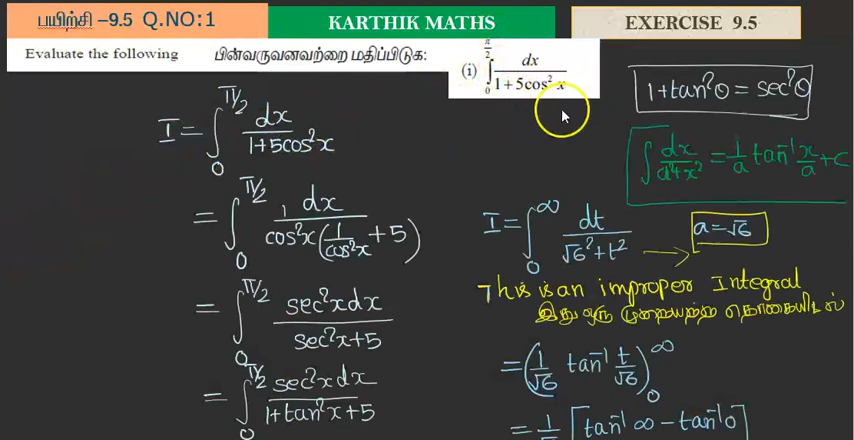 பயிற்சி –9.5 Q.NO:1
KARTHIK MATHS
EXERCISE 9.5
Evaluate the following பின்வருவனவற்றை மதிப்பிடுக:
(i) ∫₀^{π/2} dx / (1 + 5cos² x)
I = ∫₀^{π/2} dx / (1+5cos²x)
= ∫₀^{π/2} dx / (cos²x (1/cos²x + 5))
= ∫₀^{π/2} sec²x dx / (sec²x+5)
= ∫₀^{π/2} sec²x dx / (1+tan²x+5)
1+tan²θ = sec²θ
∫ dx / (a²+x²) = 1/a tan⁻¹ x/a + c
I = ∫₀^∞ dt / (√6² + t²)
a = √6
This is an improper Integral
இது ஒரு முறையற்ற தொகையிடல்
= (1/√6 tan⁻¹ t/√6)₀^∞
[tan⁻¹ ∞ − tan⁻¹ 0]